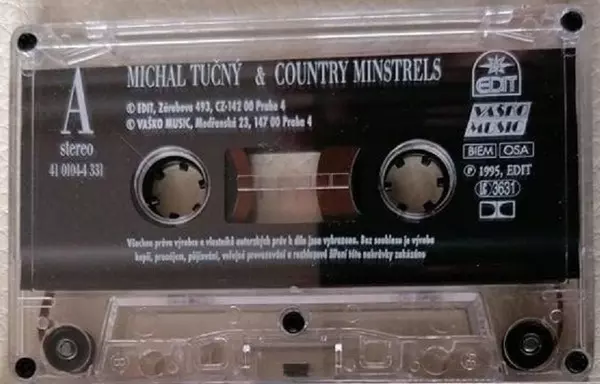 A
stereo
41 0104-4 331
MICHAL TUČNÝ & COUNTRY MINSTRELS
© EDIT, Zárubova 493, CZ-142 00 Praha 4
© VAŠKO MUSIC, Modřanská 23, 147 00 Praha 4
EDIT
VAŠKO
MUSIC
BIEM OSA
℗ 1995, EDIT
3631
Všechna práva výrobce a vlastníků autorských práv k dílu jsou vyhrazena. Bez souhlasu je výroba
kopií, pronájem, půjčování, veřejné provozování a rozhlasové šíření této nahrávky zakázáno